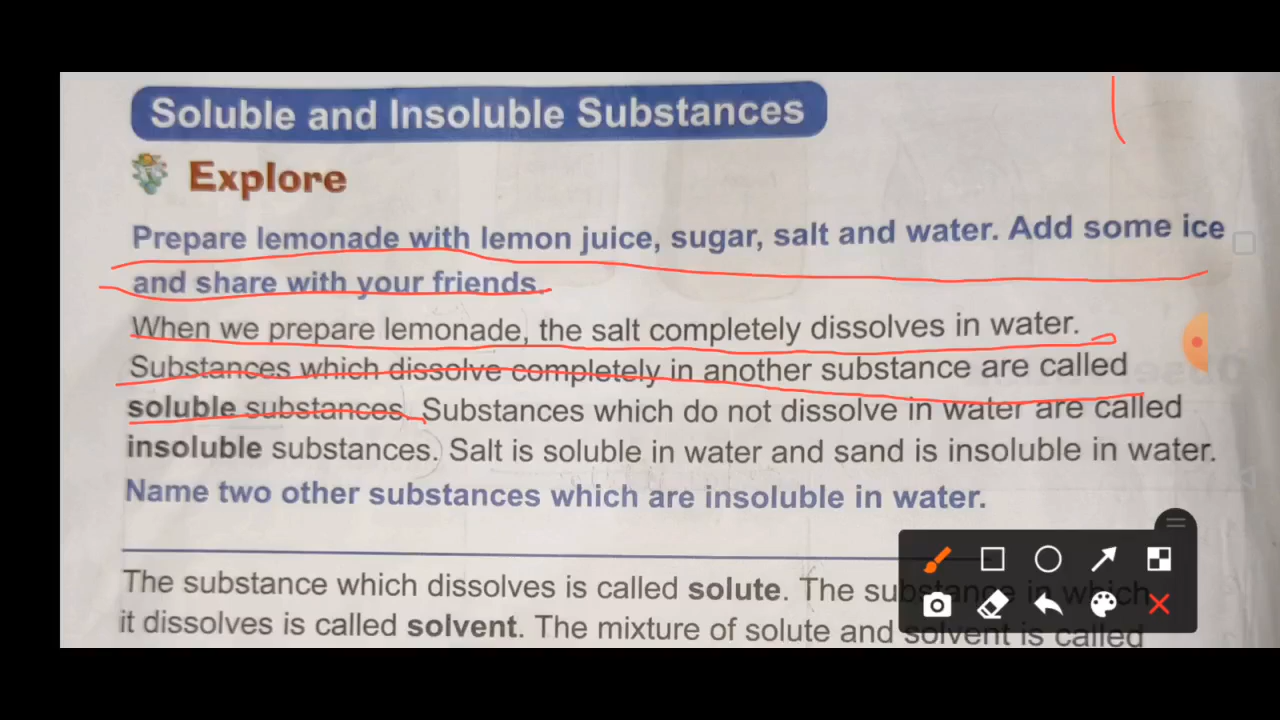 Soluble and Insoluble Substances
Explore
Prepare lemonade with lemon juice, sugar, salt and water. Add some ice
and share with your friends.
When we prepare lemonade, the salt completely dissolves in water.
Substances which dissolve completely in another substance are called
soluble substances. Substances which do not dissolve in water are called
insoluble substances. Salt is soluble in water and sand is insoluble in water.
Name two other substances which are insoluble in water.
The substance which dissolves is called solute. The substance in which
it dissolves is called solvent. The mixture of solute and solvent is called